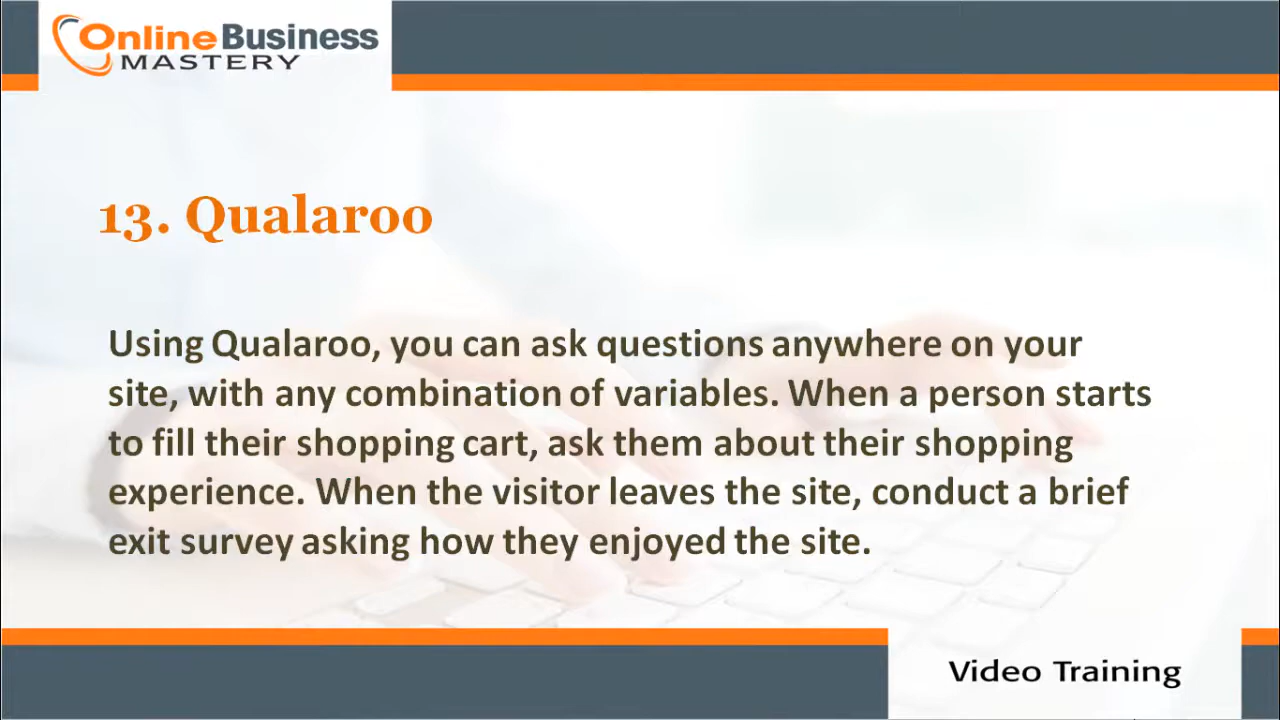 Online Business
MASTERY
13. Qualaroo
Using Qualaroo, you can ask questions anywhere on your
site, with any combination of variables. When a person starts
to fill their shopping cart, ask them about their shopping
experience. When the visitor leaves the site, conduct a brief
exit survey asking how they enjoyed the site.
Video Training